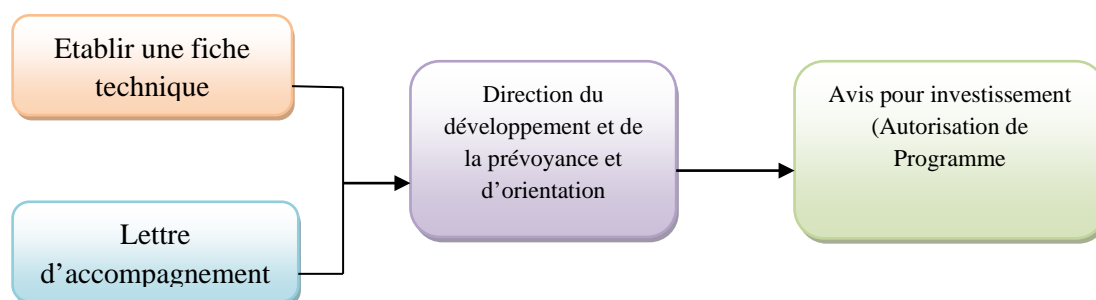 Etablir une fiche
technique
Lettre
d’accompagnement
Direction du
développement et de
la prévoyance et
d’orientation
Avis pour investissement
(Autorisation de
Programme